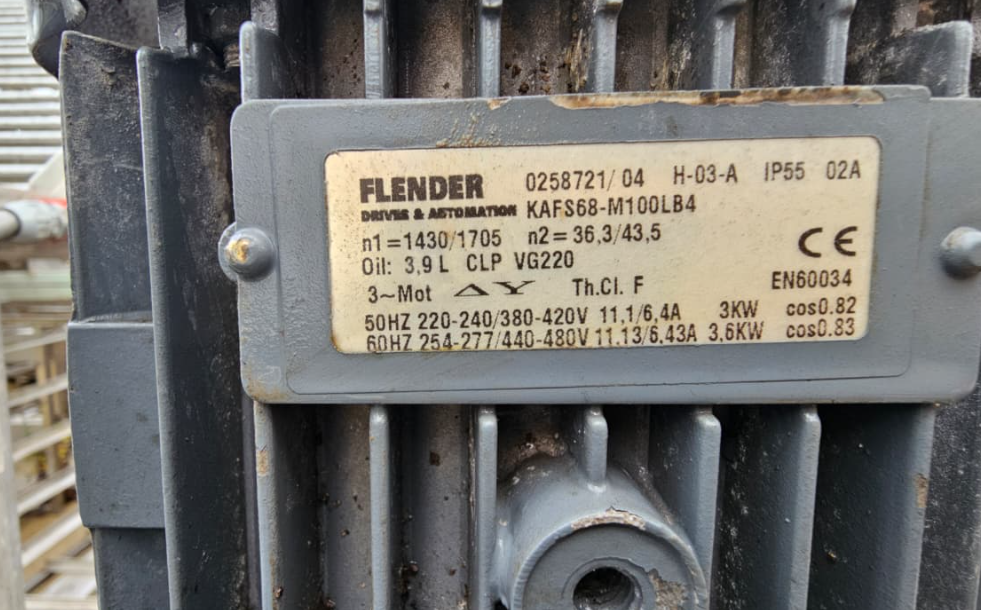 FLENDER 0258721/04 H-03-A IP55 02A
DRIVES & AUTOMATION KAFS68-M100LB4
n1=1430/1705 n2=36,3/43,5 CE
Oil: 3,9L CLP VG220
3~Mot △Y Th.Cl. F EN60034
50HZ 220-240/380-420V 11.1/6,4A 3KW cos0.82
60HZ 254-277/440-480V 11.13/6,43A 3,6KW cos0.83